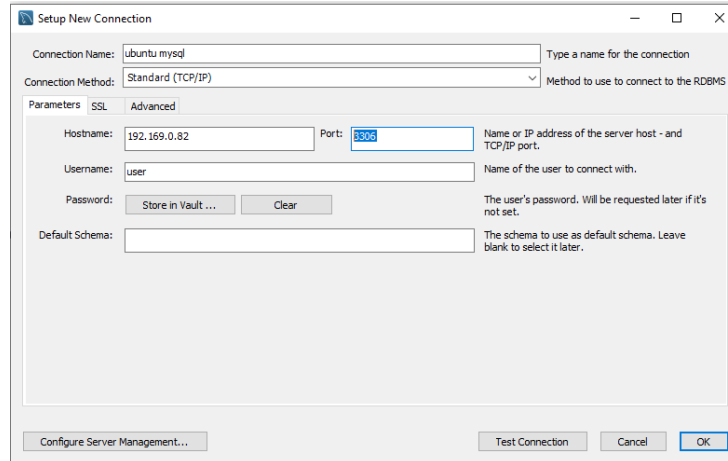 Setup New Connection
Connection Name: ubuntu mysql Type a name for the connection
Connection Method: Standard (TCP/IP) Method to use to connect to the RDBMS
Parameters SSL Advanced
Hostname: 192.169.0.82 Port: 3306 Name or IP address of the server host - and
TCP/IP port.
Username: user Name of the user to connect with.
Password: Store in Vault ... Clear The user's password. Will be requested later if it's
not set.
Default Schema: The schema to use as default schema. Leave
blank to select it later.
Configure Server Management... Test Connection Cancel OK